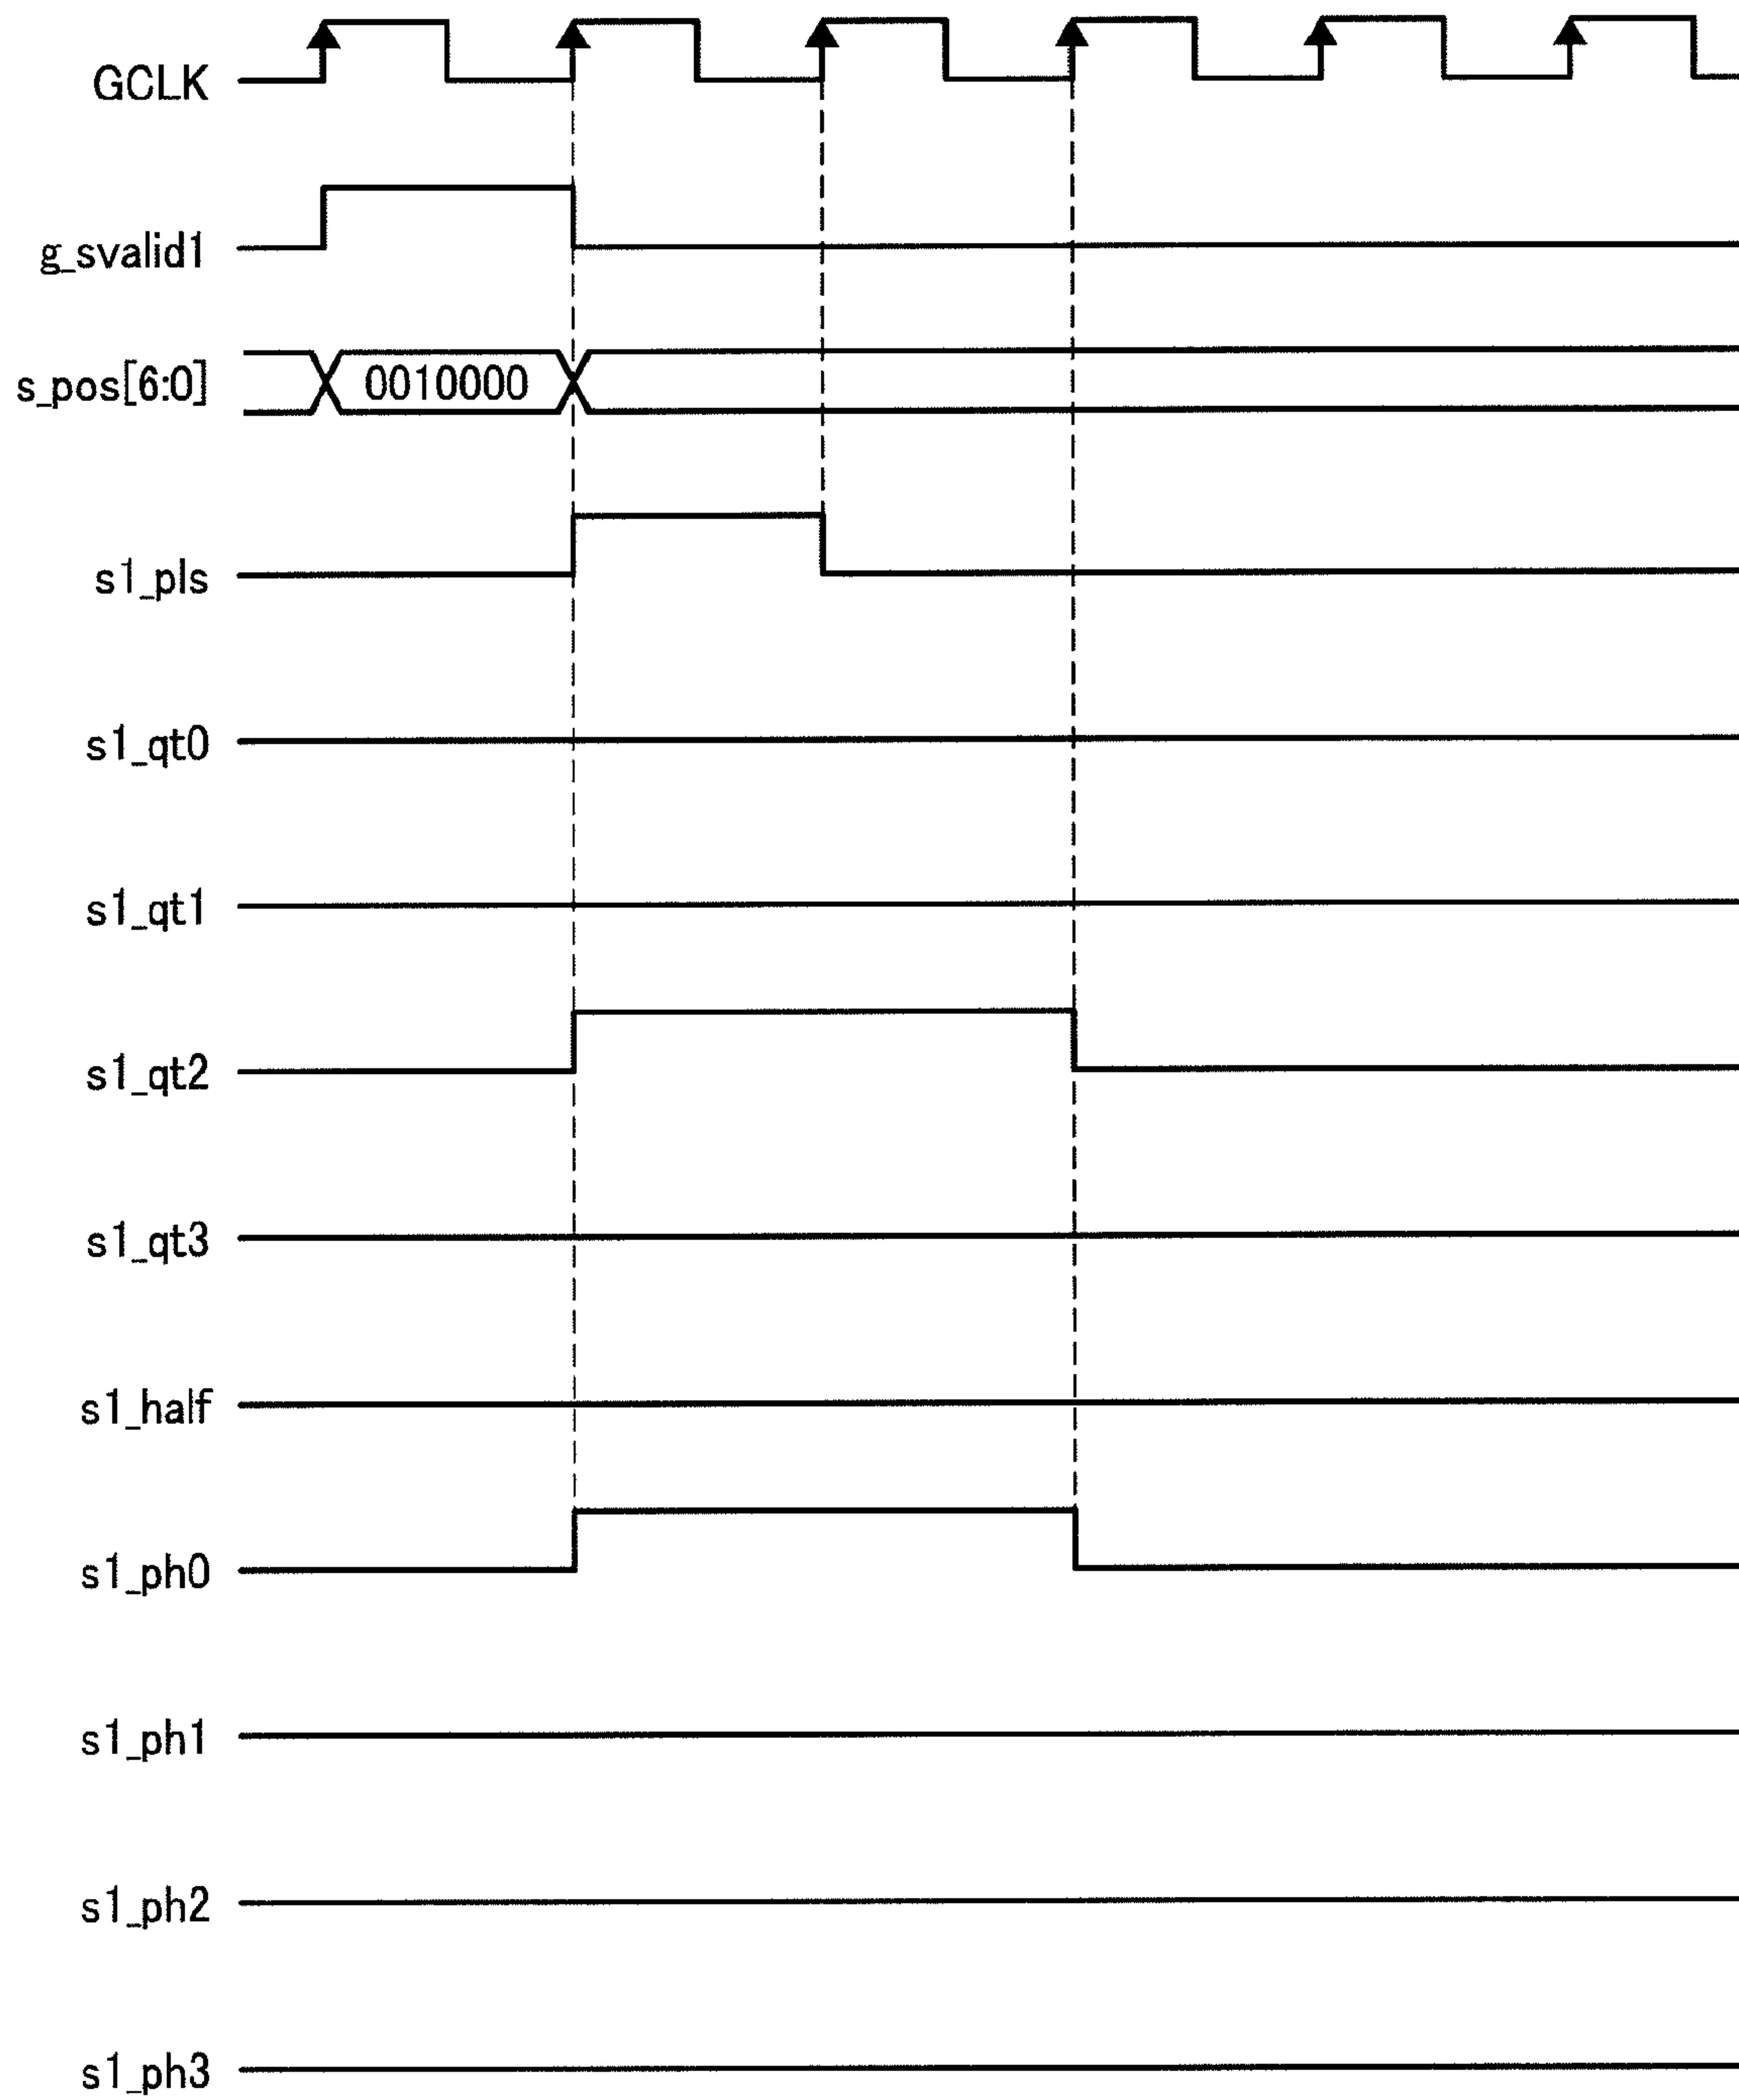 GCLK
g_svalid1
s_pos[6:0]
0010000
s1_pls
s1_qt0
s1_qt1
s1_qt2
s1_qt3
s1_half
s1_ph0
s1_ph1
s1_ph2
s1_ph3